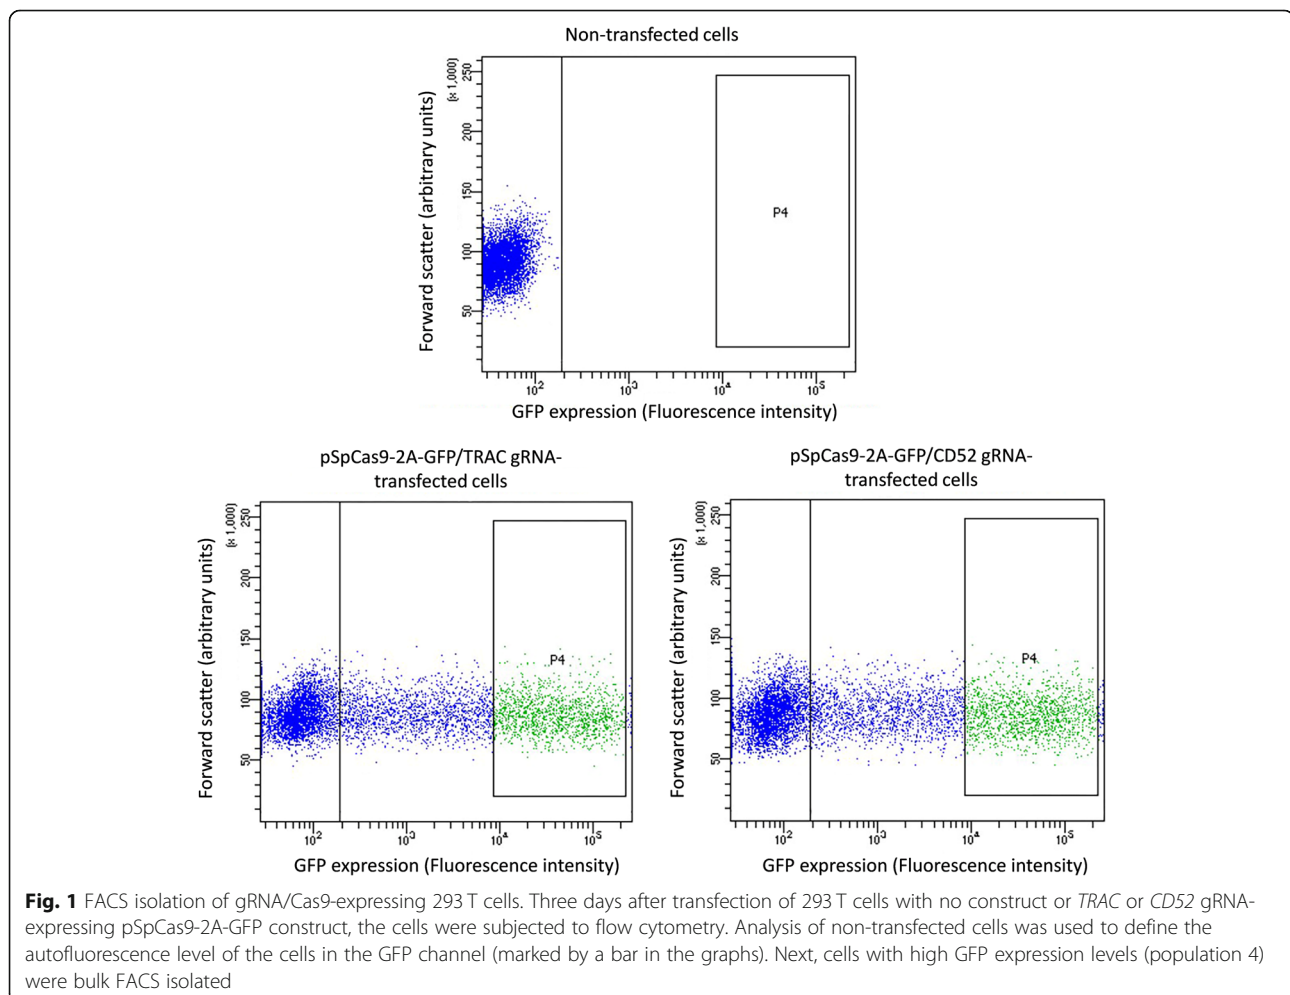 Non-transfected cells
Forward scatter (arbitrary units)
(× 1,000)
250
200
150
100
50
P4
10² 10³ 10⁴ 10⁵
GFP expression (Fluorescence intensity)
pSpCas9-2A-GFP/TRAC gRNA-
transfected cells
Forward scatter (arbitrary units)
(× 1,000)
250
200
150
100
50
P4
10² 10³ 10⁴ 10⁵
GFP expression (Fluorescence intensity)
pSpCas9-2A-GFP/CD52 gRNA-
transfected cells
Forward scatter (arbitrary units)
(× 1,000)
250
200
150
100
50
P4
10² 10³ 10⁴ 10⁵
GFP expression (Fluorescence intensity)
Fig. 1 FACS isolation of gRNA/Cas9-expressing 293 T cells. Three days after transfection of 293 T cells with no construct or TRAC or CD52 gRNA-
expressing pSpCas9-2A-GFP construct, the cells were subjected to flow cytometry. Analysis of non-transfected cells was used to define the
autofluorescence level of the cells in the GFP channel (marked by a bar in the graphs). Next, cells with high GFP expression levels (population 4)
were bulk FACS isolated